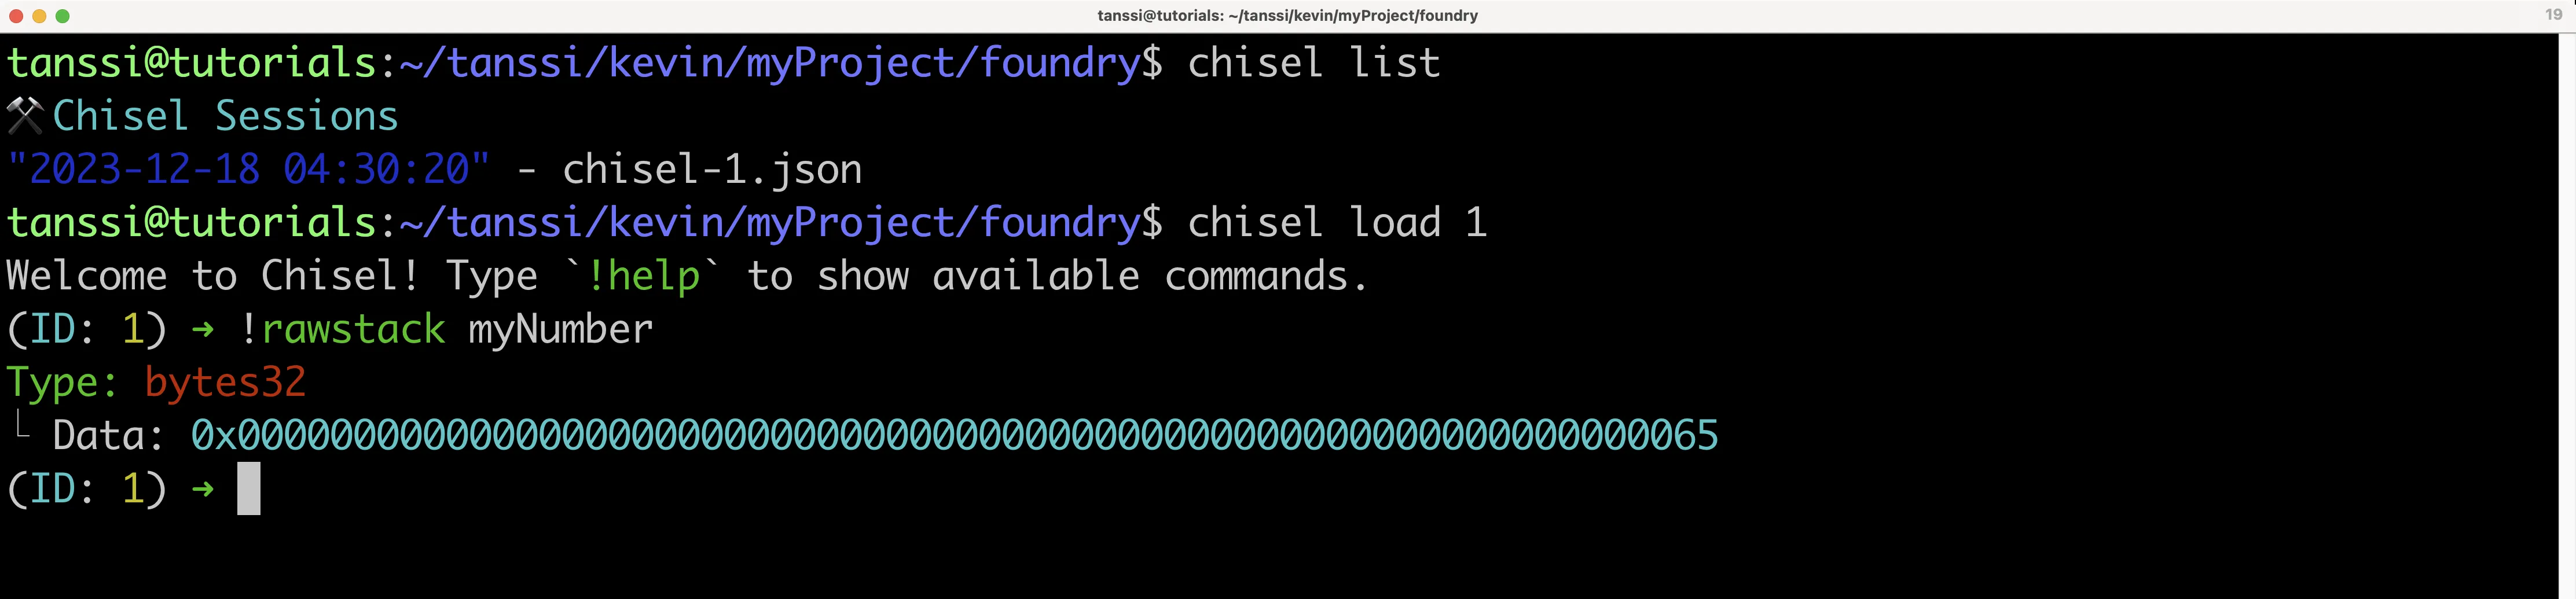 tanssi@tutorials: ~/tanssi/kevin/myProject/foundry
19
tanssi@tutorials:~/tanssi/kevin/myProject/foundry$ chisel list
⚒️Chisel Sessions
"2023-12-18 04:30:20" - chisel-1.json
tanssi@tutorials:~/tanssi/kevin/myProject/foundry$ chisel load 1
Welcome to Chisel! Type `!help` to show available commands.
(ID: 1) ➜ !rawstack myNumber
Type: bytes32
└ Data: 0x0000000000000000000000000000000000000000000000000000000000000065
(ID: 1) ➜